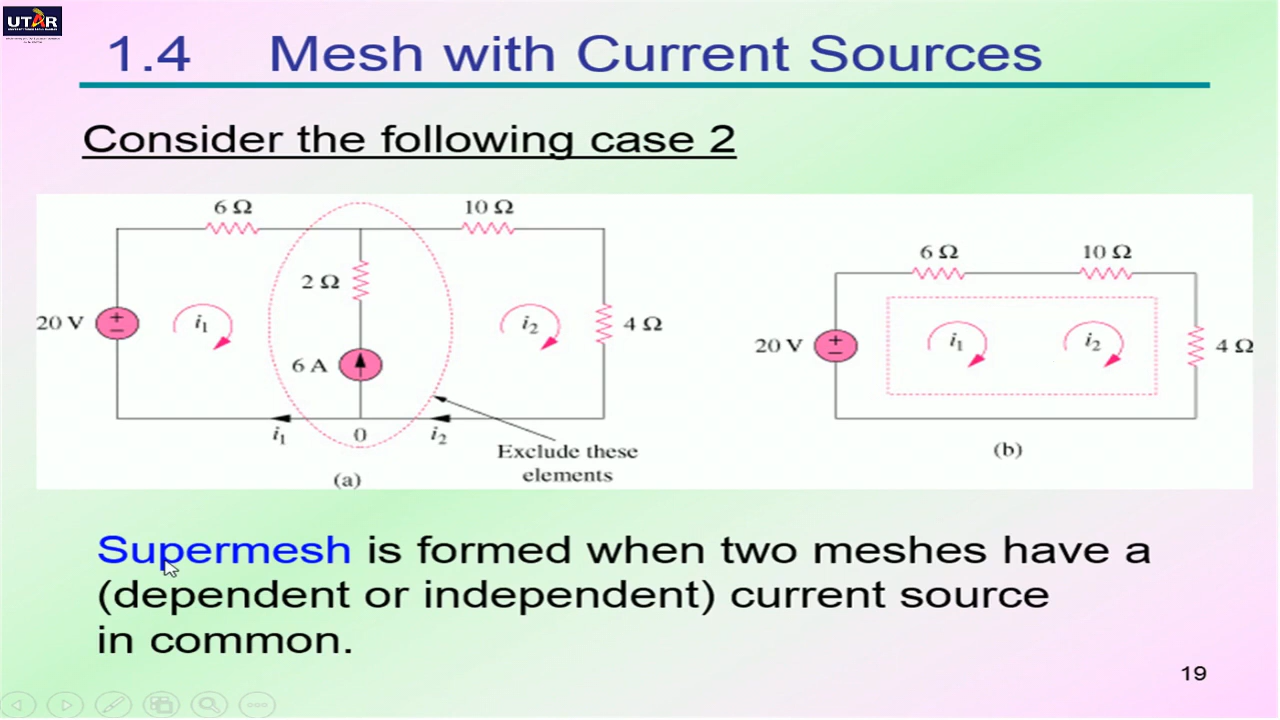 UTAR
1.4 Mesh with Current Sources
Consider the following case 2
6 Ω
10 Ω
2 Ω
20 V
+
−
i1
i2
4 Ω
6 A
i1
0
i2
Exclude these
elements
(a)
6 Ω
10 Ω
20 V
+
−
i1
i2
4 Ω
(b)
Supermesh is formed when two meshes have a
(dependent or independent) current source
in common.
19